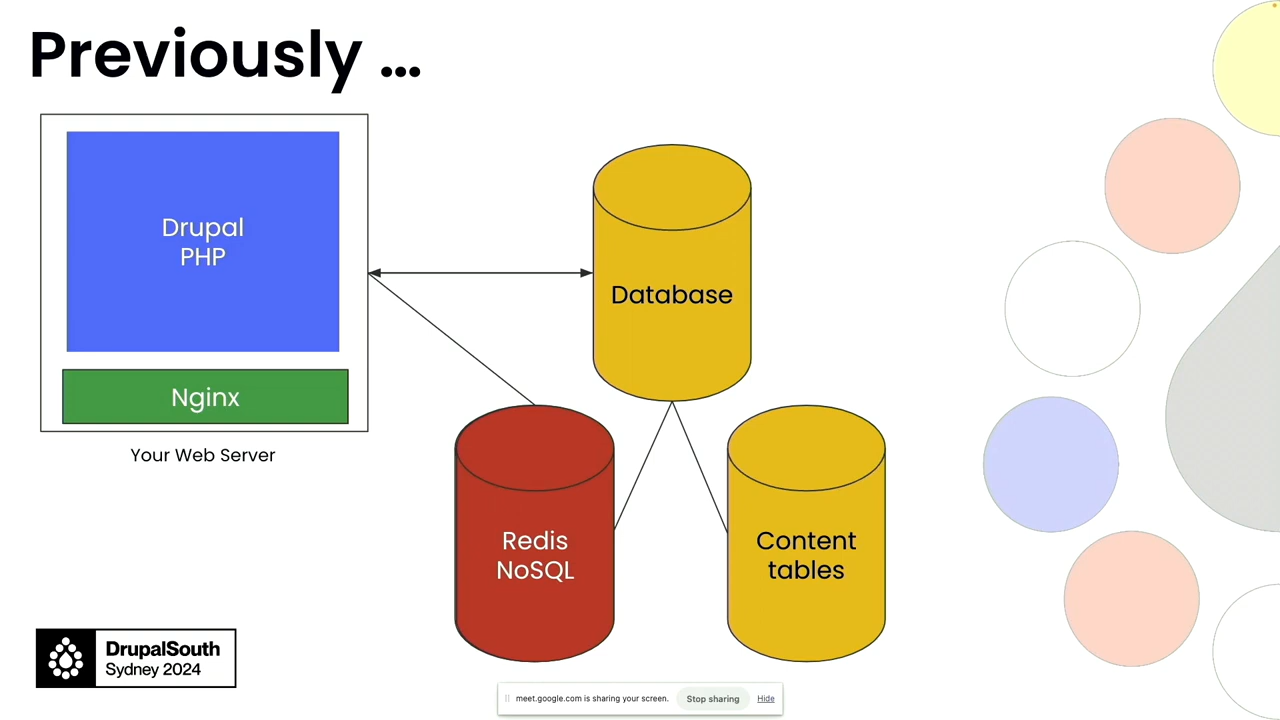 Previously ...
Drupal
PHP
Nginx
Your Web Server
Database
Redis
NoSQL
Content
tables
DrupalSouth
Sydney 2024
meet.google.com is sharing your screen.
Stop sharing
Hide